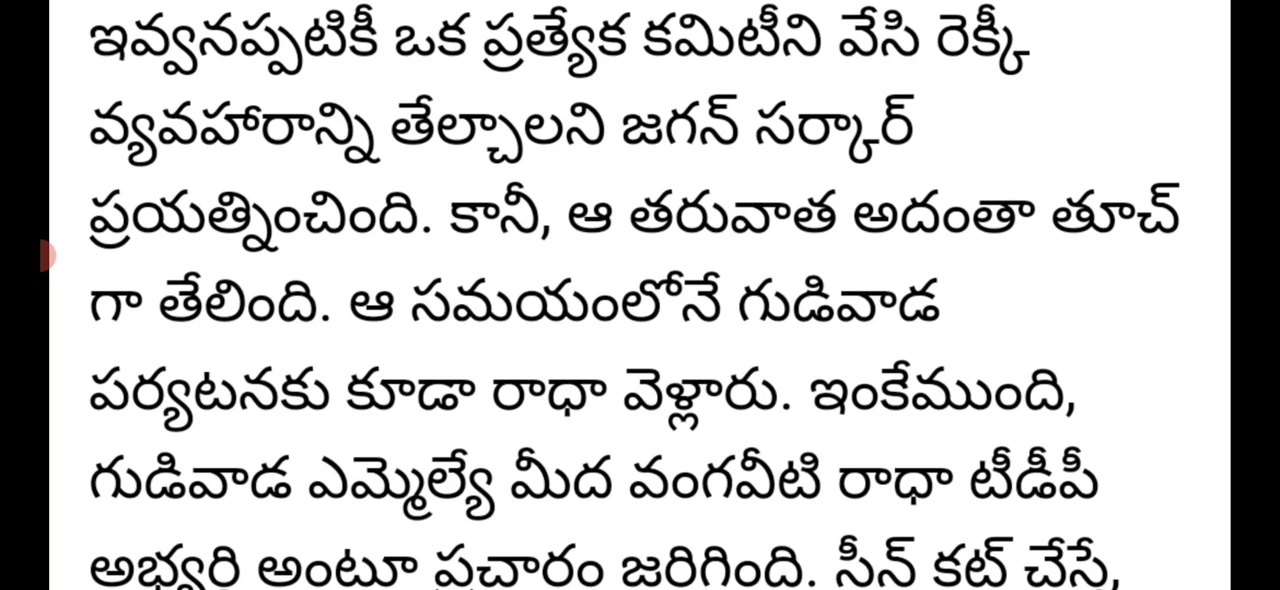 ఇవ్వనప్పటికీ ఒక ప్రత్యేక కమిటీని వేసి రెక్కీ
వ్యవహారాన్ని తేల్చాలని జగన్ సర్కార్
ప్రయత్నించింది. కానీ, ఆ తరువాత అదంతా తూచ్
గా తేలింది. ఆ సమయంలోనే గుడివాడ
పర్యటనకు కూడా రాధా వెళ్లారు. ఇంకేముంది,
గుడివాడ ఎమ్మెల్యే మీద వంగవీటి రాధా టీడీపీ
అభ్యర్థి అంటూ ప్రచారం జరిగింది. సీన్ కట్ చేస్తే,